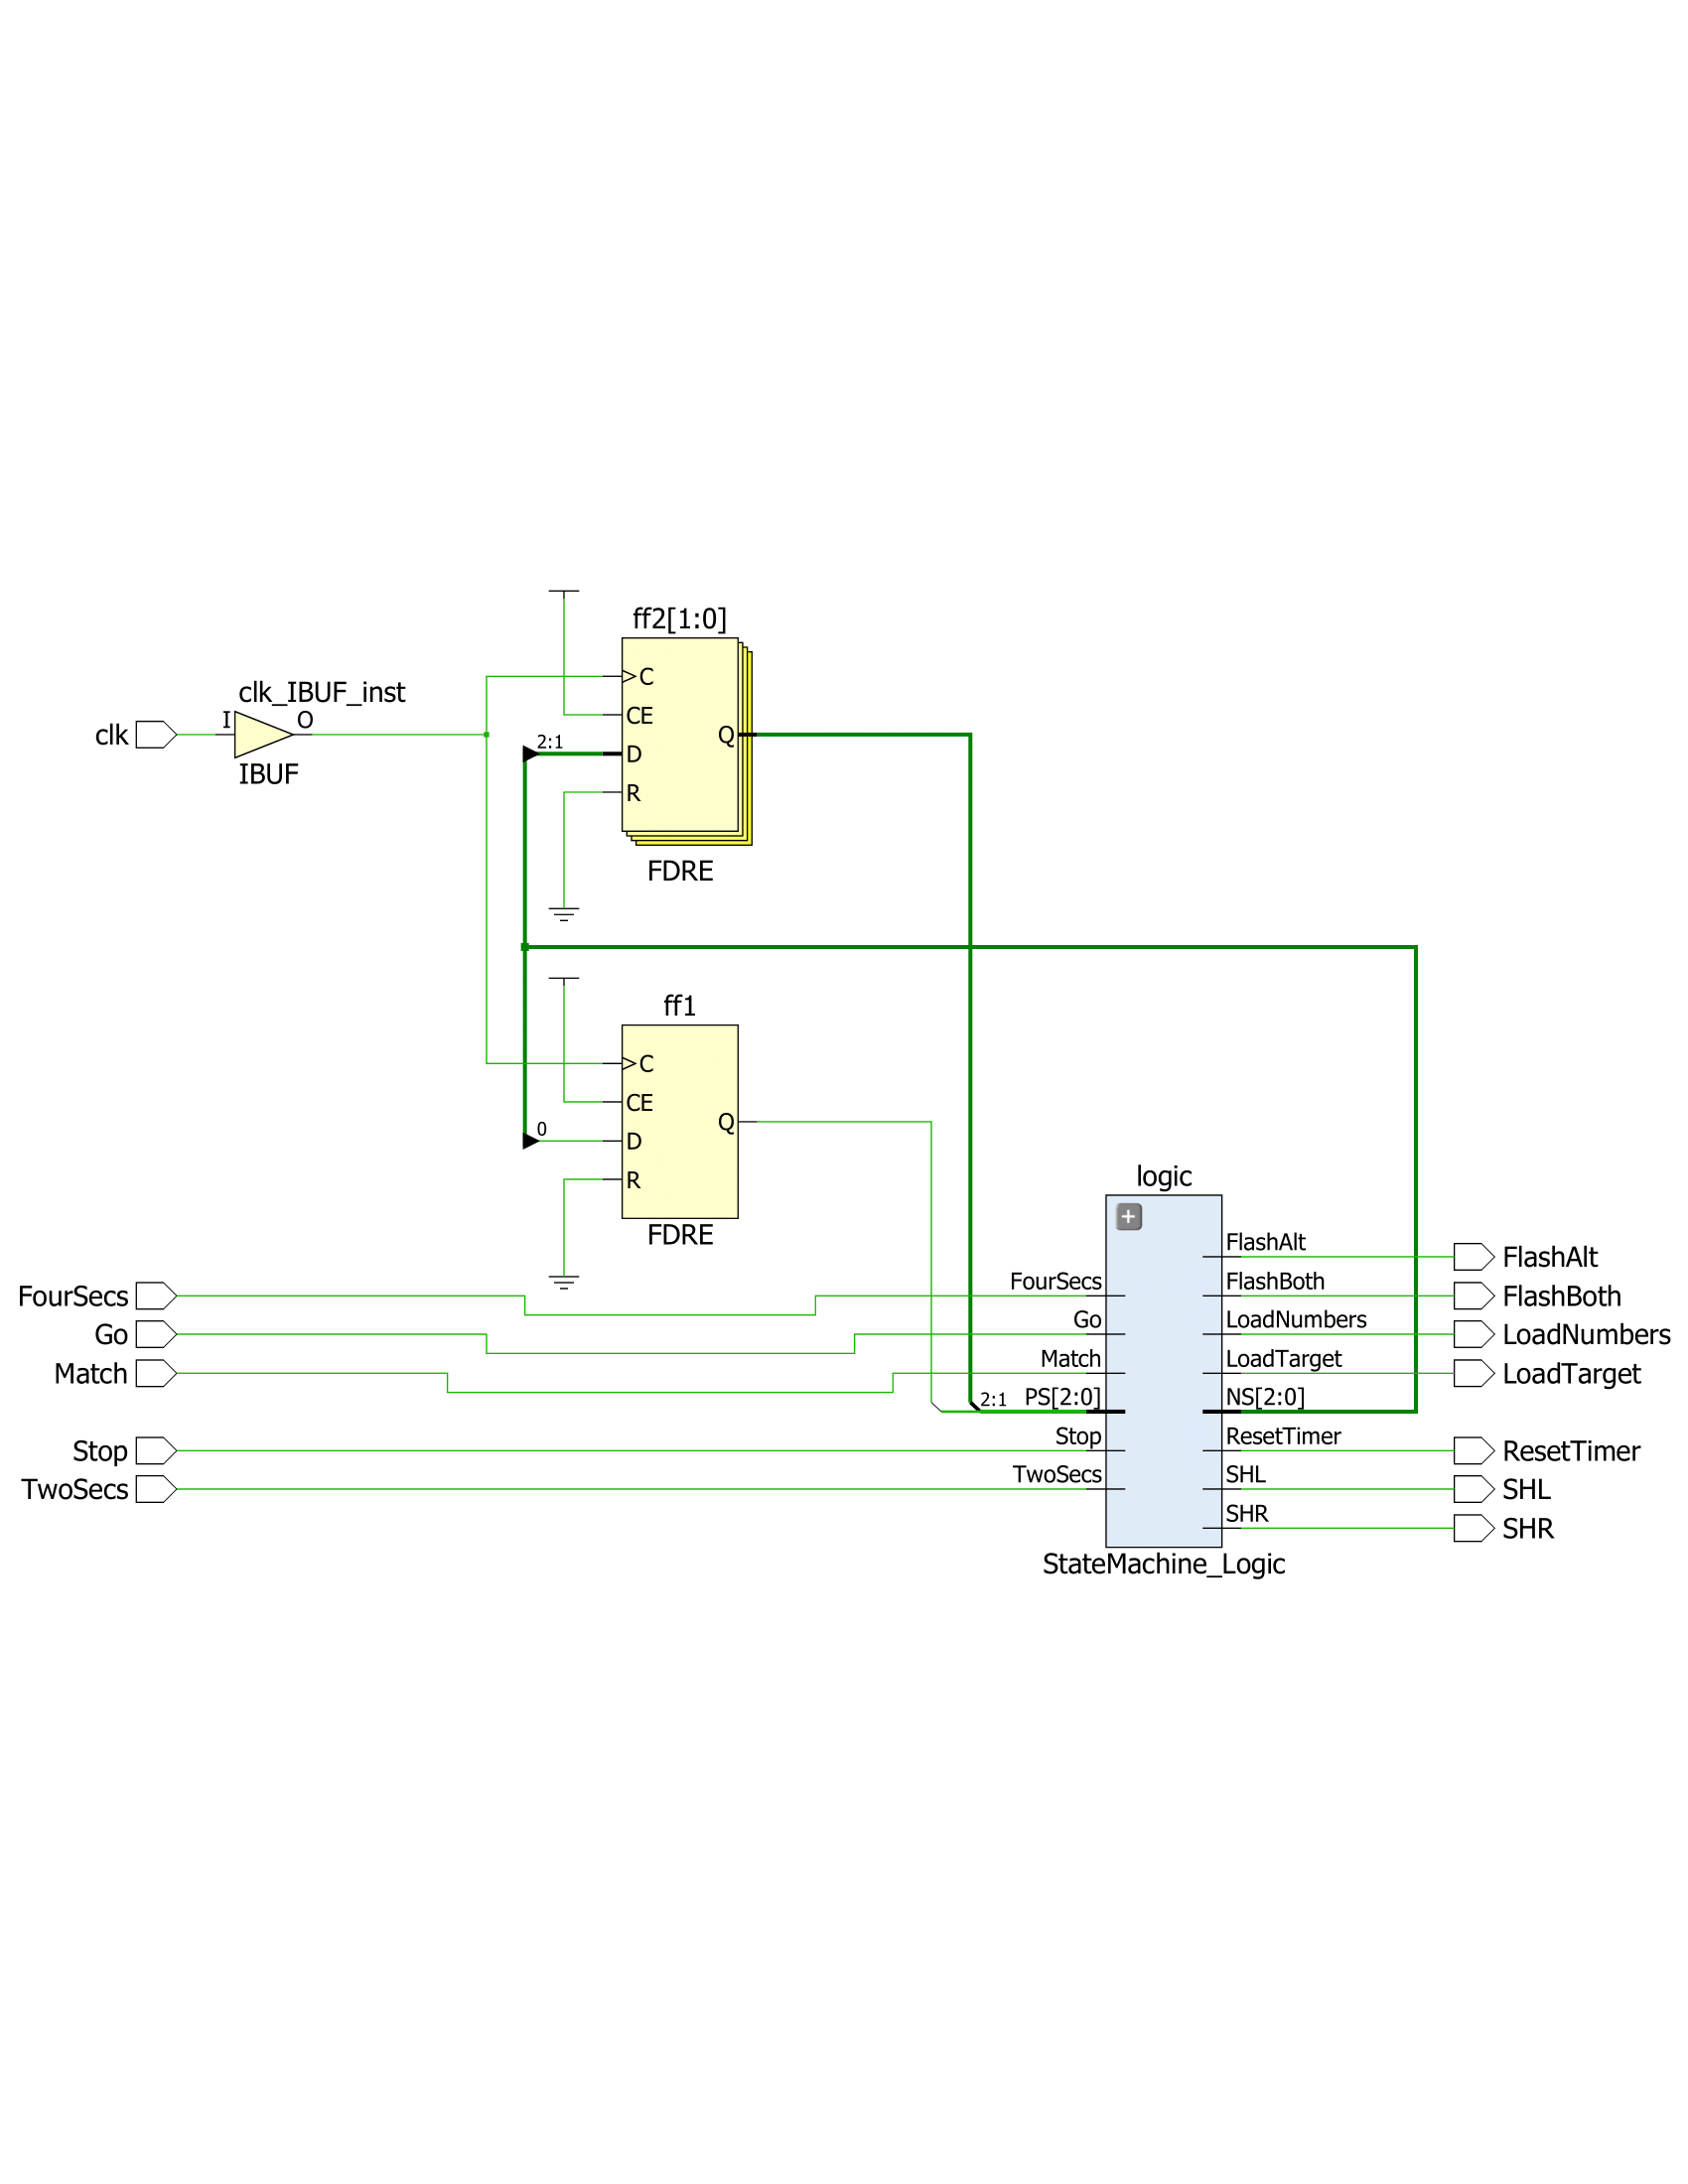 ff2[1:0]
C
CE
D
R
Q
2:1
FDRE
clk
clk_IBUF_inst
I
O
IBUF
ff1
C
CE
D
R
Q
0
FDRE
logic
FourSecs
Go
Match
Stop
TwoSecs
FourSecs
Go
Match
2:1
PS[2:0]
Stop
TwoSecs
FlashAlt
FlashBoth
LoadNumbers
LoadTarget
NS[2:0]
ResetTimer
SHL
SHR
StateMachine_Logic
FlashAlt
FlashBoth
LoadNumbers
LoadTarget
ResetTimer
SHL
SHR